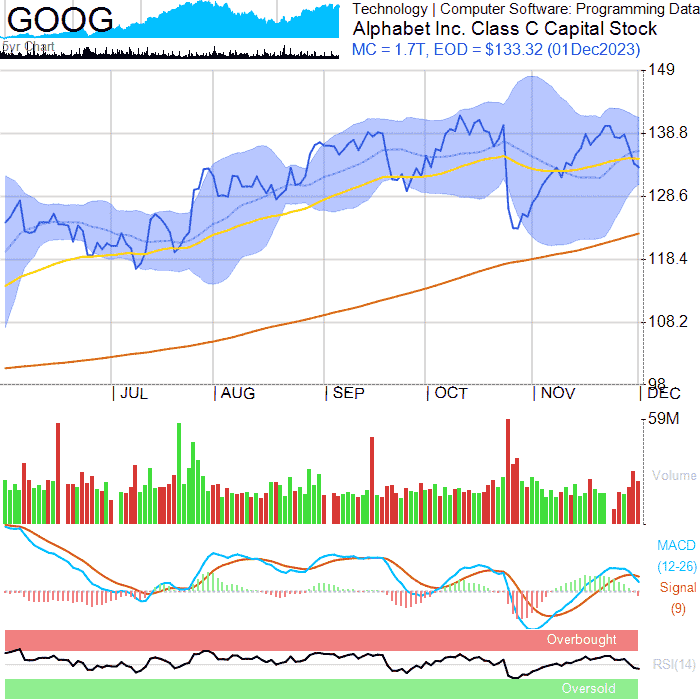 GOOG
5yr Chart
Technology | Computer Software: Programming Data
Alphabet Inc. Class C Capital Stock
MC = 1.7T, EOD = $133.32 (01Dec2023)
149
138.8
128.6
118.4
108.2
98
JUL AUG SEP OCT NOV DEC
59M
Volume
MACD
(12-26)
Signal
(9)
Overbought
RSI(14)
Oversold